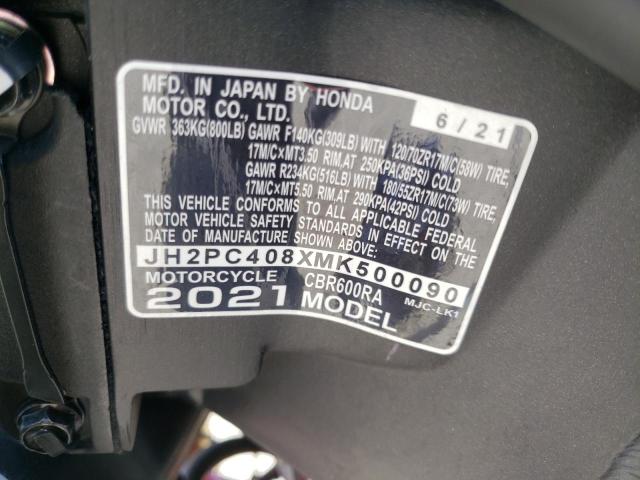 MFD. IN JAPAN BY HONDA
MOTOR CO., LTD. 6/21
GVWR 363KG(800LB) GAWR F140KG(309LB) WITH 120/70ZR17M/C(58W) TIRE,
17M/C×MT3.50 RIM,AT 250KPA(36PSI) COLD
GAWR R234KG(516LB) WITH 180/55ZR17M/C(73W) TIRE,
17M/C×MT5.50 RIM,AT 290KPA(42PSI) COLD
THIS VEHICLE CONFORMS TO ALL APPLICABLE FEDERAL
MOTOR VEHICLE SAFETY STANDARDS IN EFFECT ON THE
DATE OF MANUFACTURE SHOWN ABOVE:
JH2PC408XMK500090
MOTORCYCLE CBR600RA MJC-LK1
2021 MODEL